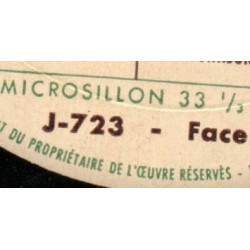 MICROSILLON 33 ⅓
J-723 - Face
T DU PROPRIÉTAIRE DE L'ŒUVRE RÉSERVÉS -